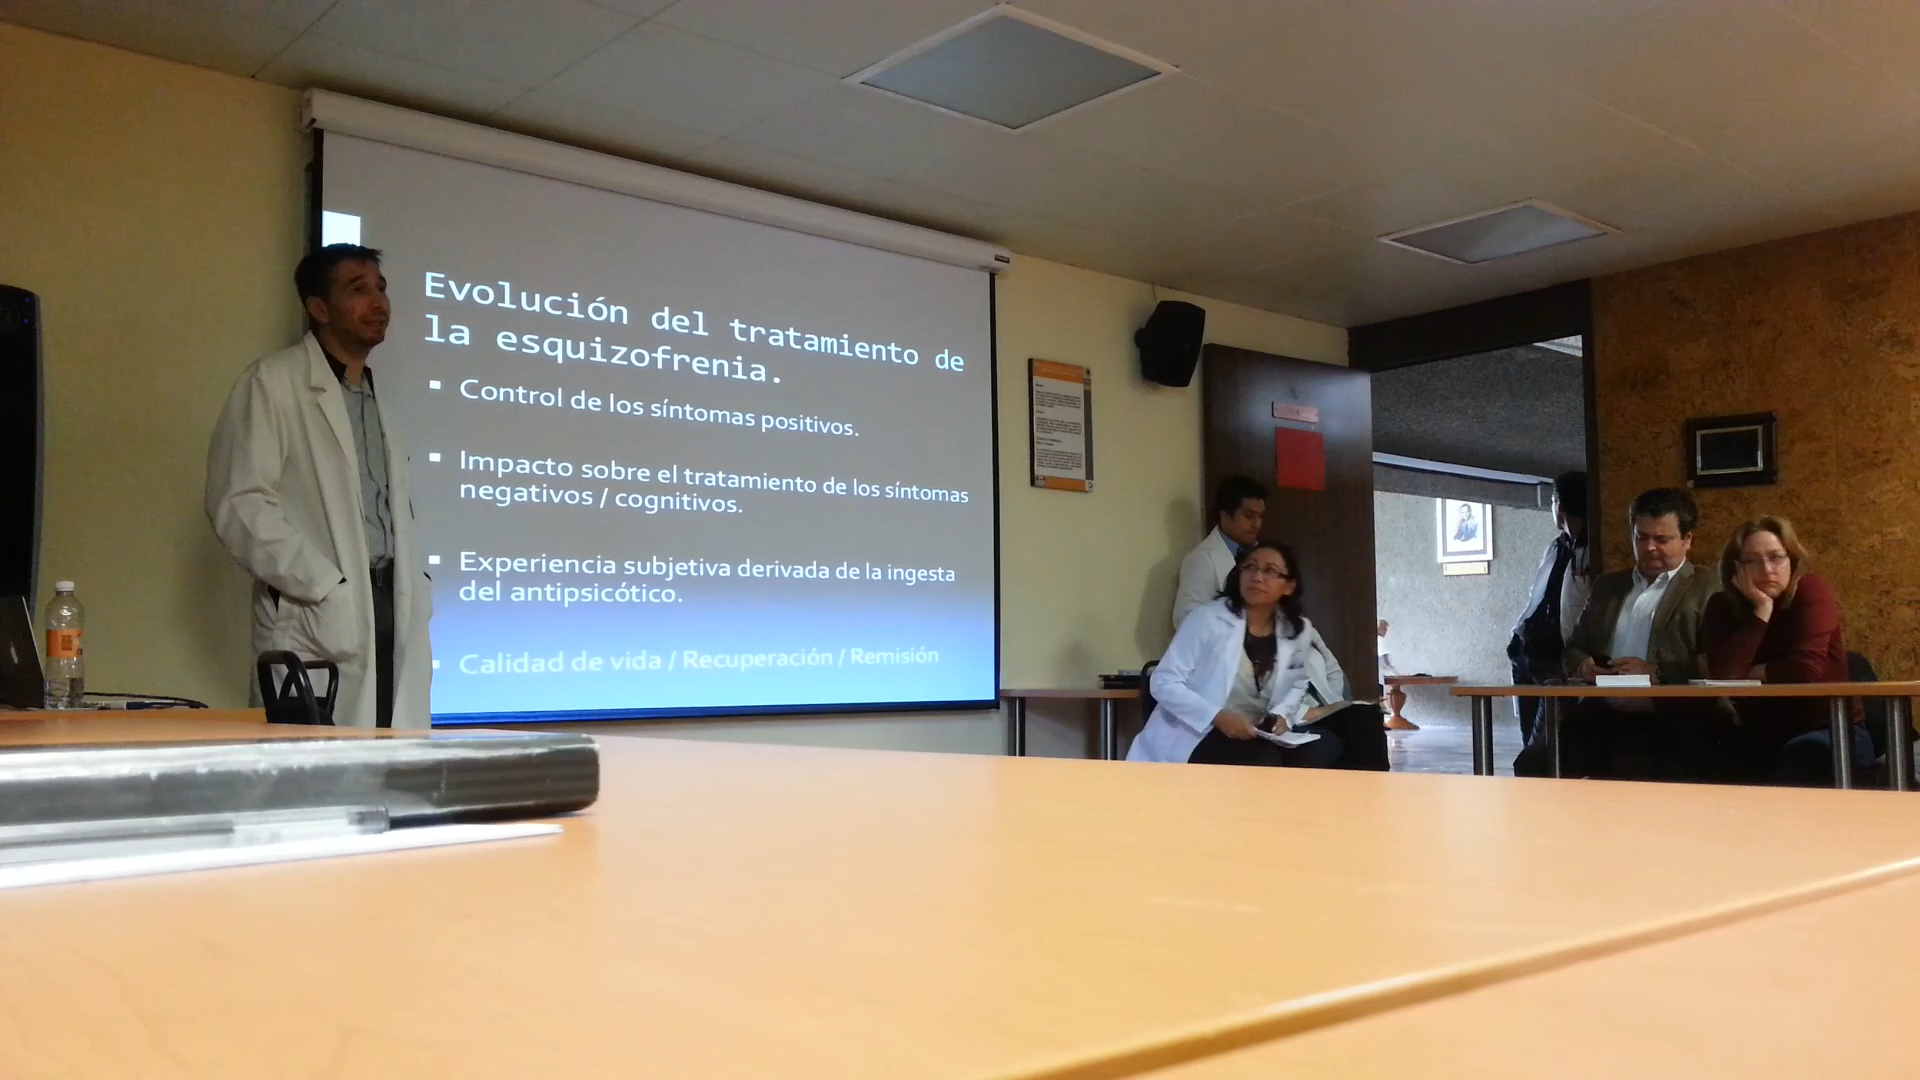 Evolución del tratamiento de
la esquizofrenia.
▪ Control de los síntomas positivos.
▪ Impacto sobre el tratamiento de los síntomas
negativos / cognitivos.
▪ Experiencia subjetiva derivada de la ingesta
del antipsicótico.
▪ Calidad de vida / Recuperación / Remisión